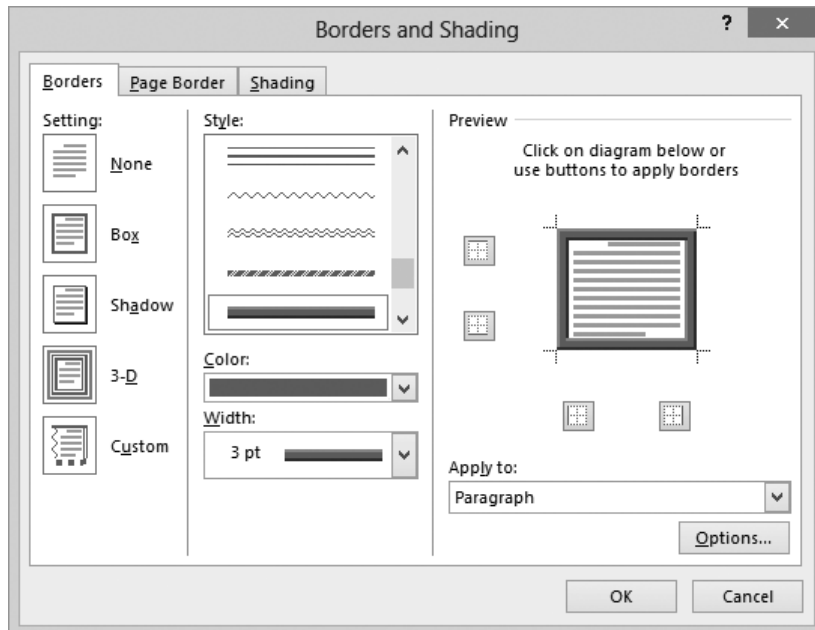 Borders and Shading
?
Borders
Page Border
Shading
Setting:
None
Box
Shadow
3-D
Custom
Style:
Color:
Width:
3 pt
Preview
Click on diagram below or
use buttons to apply borders
Apply to:
Paragraph
Options...
OK
Cancel